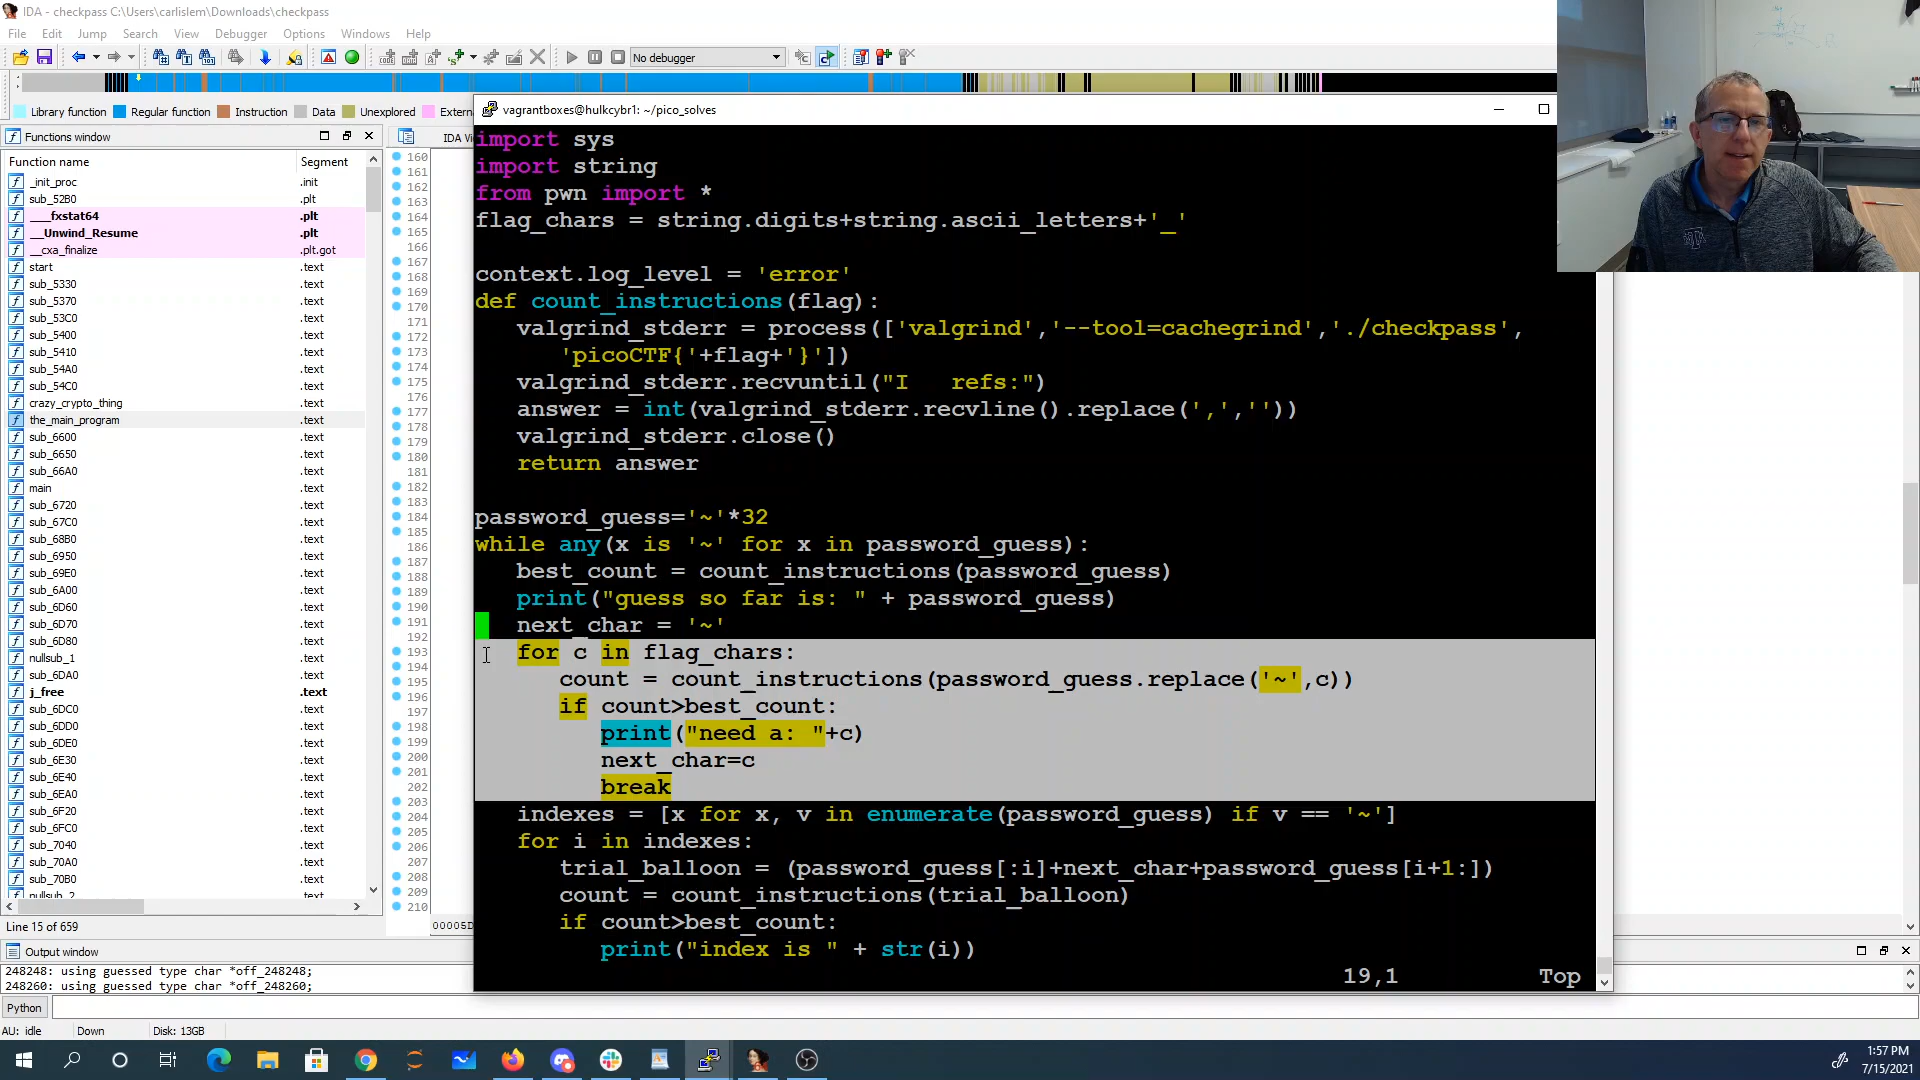 IDA - checkpass C:\Users\carlislem\Downloads\checkpass
File Edit Jump Search View Debugger Options Windows Help
No debugger
Library function Regular function Instruction Data Unexplored Extern
Functions window
IDA Vi
Function name Segment
_init_proc .init
sub_52B0 .plt
___fxstat64 .plt
__Unwind_Resume .plt
__cxa_finalize .plt.got
start .text
sub_5330 .text
sub_5370 .text
sub_53C0 .text
sub_5400 .text
sub_5410 .text
sub_54A0 .text
sub_54C0 .text
crazy_crypto_thing .text
the_main_program .text
sub_6600 .text
sub_6650 .text
sub_66A0 .text
main .text
sub_6720 .text
sub_67C0 .text
sub_68B0 .text
sub_6950 .text
sub_69E0 .text
sub_6A00 .text
sub_6D60 .text
sub_6D70 .text
sub_6D80 .text
nullsub_1 .text
sub_6DA0 .text
j_free .text
sub_6DC0 .text
sub_6DD0 .text
sub_6DE0 .text
sub_6E30 .text
sub_6E40 .text
sub_6EA0 .text
sub_6F20 .text
sub_6FC0 .text
sub_7040 .text
sub_70A0 .text
sub_70B0 .text
nullsub_2 .text
Line 15 of 659
160
161
162
163
164
165
166
167
168
169
170
171
172
173
174
175
176
177
178
179
180
181
182
183
184
185
186
187
188
189
190
191
192
193
194
195
196
197
198
199
200
201
202
203
204
205
206
207
208
209
210
00005D
vagrantboxes@hulkcybr1: ~/pico_solves
import sys
import string
from pwn import *
flag_chars = string.digits+string.ascii_letters+'_'
context.log_level = 'error'
def count_instructions(flag):
valgrind_stderr = process(['valgrind','--tool=cachegrind','./checkpass',
'picoCTF{'+flag+'}'])
valgrind_stderr.recvuntil("I   refs:")
answer = int(valgrind_stderr.recvline().replace(',',''))
valgrind_stderr.close()
return answer
password_guess='~'*32
while any(x is '~' for x in password_guess):
best_count = count_instructions(password_guess)
print("guess so far is: " + password_guess)
next_char = '~'
for c in flag_chars:
count = count_instructions(password_guess.replace('~',c))
if count>best_count:
print("need a: "+c)
next_char=c
break
indexes = [x for x, v in enumerate(password_guess) if v == '~']
for i in indexes:
trial_balloon = (password_guess[:i]+next_char+password_guess[i+1:])
count = count_instructions(trial_balloon)
if count>best_count:
print("index is " + str(i))
19,1 Top
Output window
248248: using guessed type char *off_248248;
248260: using guessed type char *off_248260;
Python
AU: idle Down Disk: 13GB
1:57 PM
7/15/2021